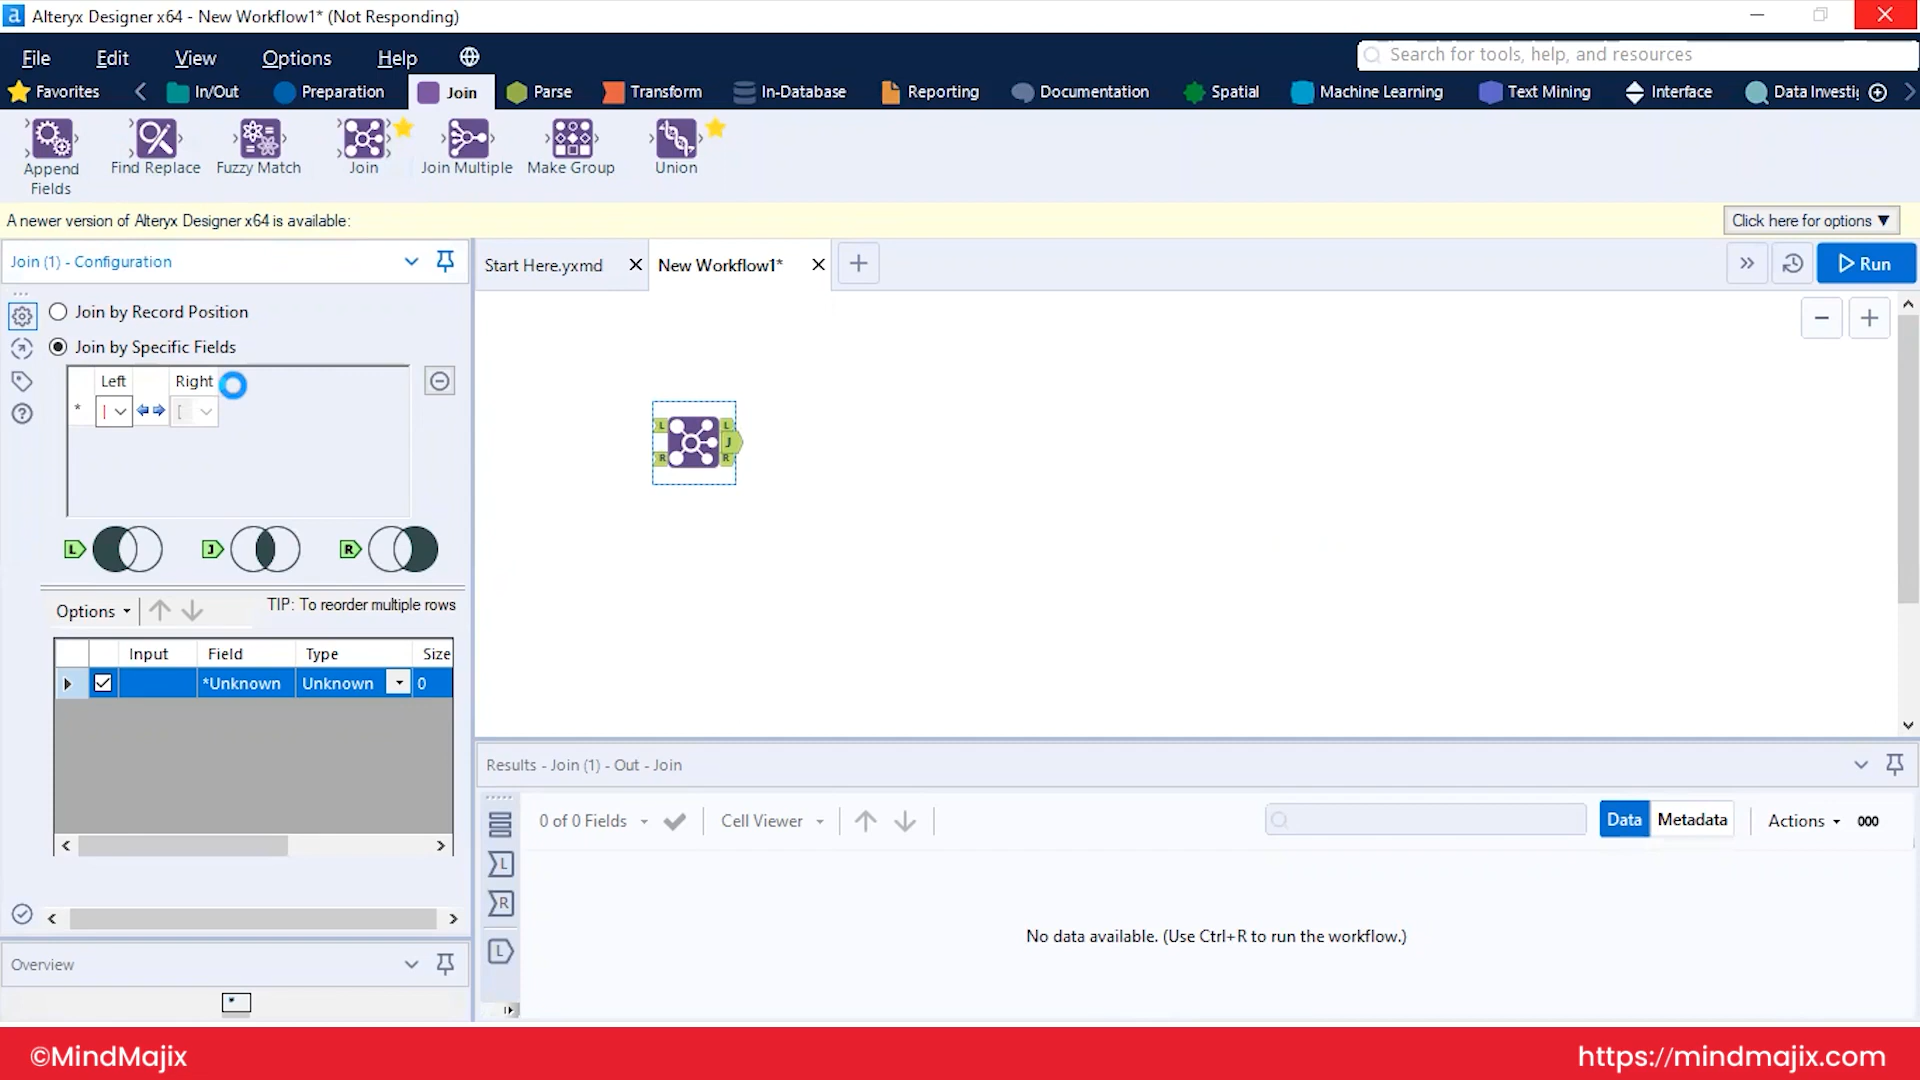 Alteryx Designer x64 - New Workflow1* (Not Responding)
File Edit View Options Help
Search for tools, help, and resources
Favorites In/Out Preparation Join Parse Transform In-Database Reporting Documentation Spatial Machine Learning Text Mining Interface Data Investi
Append Fields
Find Replace
Fuzzy Match
Join
Join Multiple
Make Group
Union
A newer version of Alteryx Designer x64 is available:
Click here for options ▼
Join (1) - Configuration
Start Here.yxmd
New Workflow1*
Run
Join by Record Position
Join by Specific Fields
Left Right
*
L J R
L L
J
R R
Options
TIP: To reorder multiple rows
Input Field Type Size
*Unknown Unknown 0
Results - Join (1) - Out - Join
0 of 0 Fields
Cell Viewer
Data Metadata
Actions
000
L
R
L
No data available. (Use Ctrl+R to run the workflow.)
Overview
©MindMajix
https://mindmajix.com